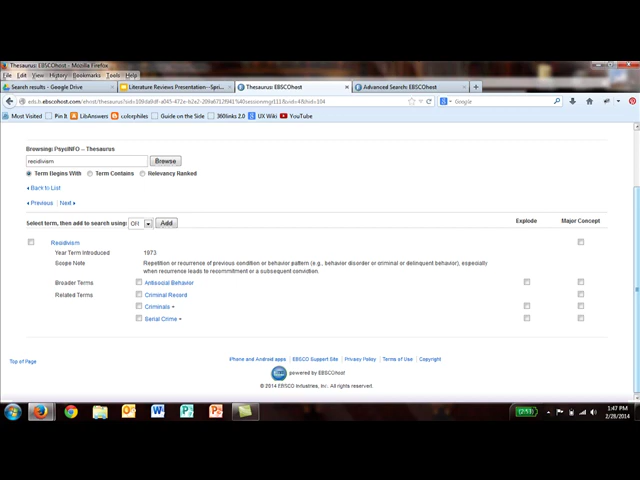 Thesaurus: EBSCOhost - Mozilla Firefox
File Edit View History Bookmarks Tools Help
Search results - Google Drive
Literature Reviews Presentation--Spri...
Thesaurus: EBSCOhost
Advanced Search: EBSCOhost
Google
Most Visited Pin It LibAnswers colorphiles Guide on the Side 360links 2.0 UX Wiki YouTube
Browsing: PsycINFO -- Thesaurus
recidivism Browse
Term Begins With Term Contains Relevancy Ranked
Back to List
Previous Next
Select term, then add to search using: OR Add Explode Major Concept
Recidivism
Year Term Introduced 1973
Scope Note Repetition or recurrence of previous condition or behavior pattern (e.g., behavior disorder or criminal or delinquent behavior), especially
when recurrence leads to recommitment or a subsequent conviction.
Broader Terms Antisocial Behavior
Related Terms Criminal Record
Criminals
Serial Crime
Top of Page
iPhone and Android apps EBSCO Support Site Privacy Policy Terms of Use Copyright
powered by EBSCOhost
© 2014 EBSCO Industries, Inc. All rights reserved.
(2:51)
1:47 PM
2/28/2014